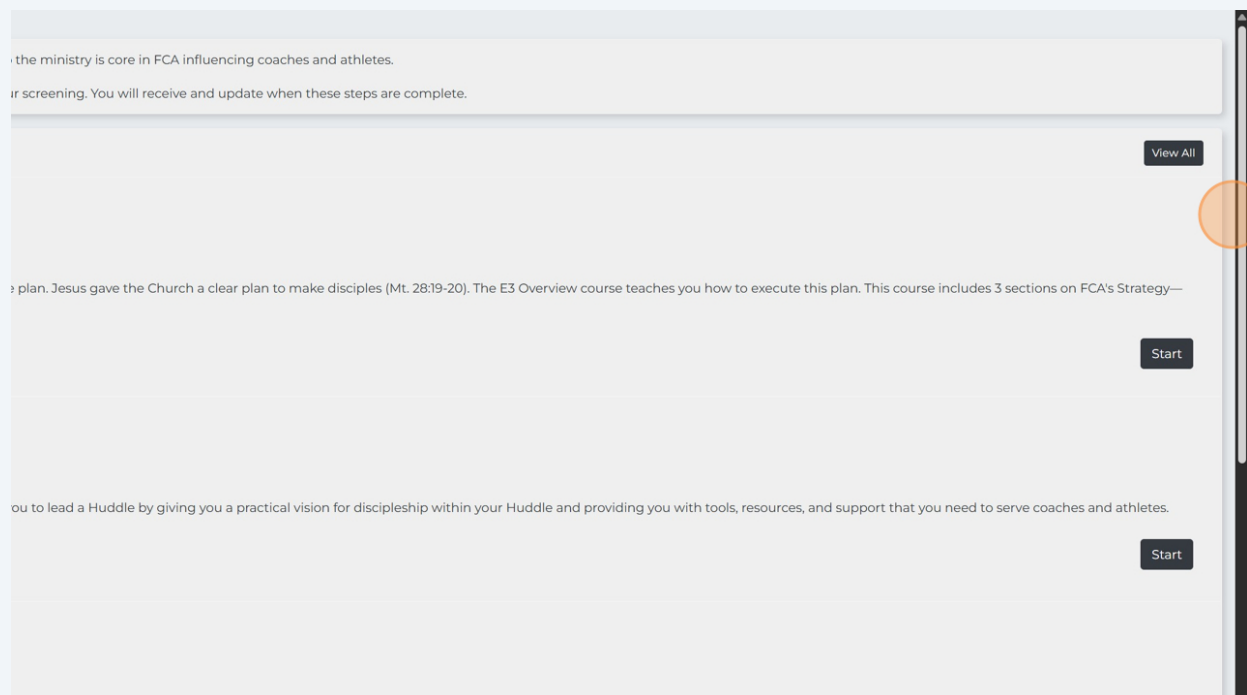 the ministry is core in FCA influencing coaches and athletes.
screening. You will receive and update when these steps are complete.
View All
plan. Jesus gave the Church a clear plan to make disciples (Mt. 28:19-20). The E3 Overview course teaches you how to execute this plan. This course includes 3 sections on FCA's Strategy—
Start
to lead a Huddle by giving you a practical vision for discipleship within your Huddle and providing you with tools, resources, and support that you need to serve coaches and athletes.
Start